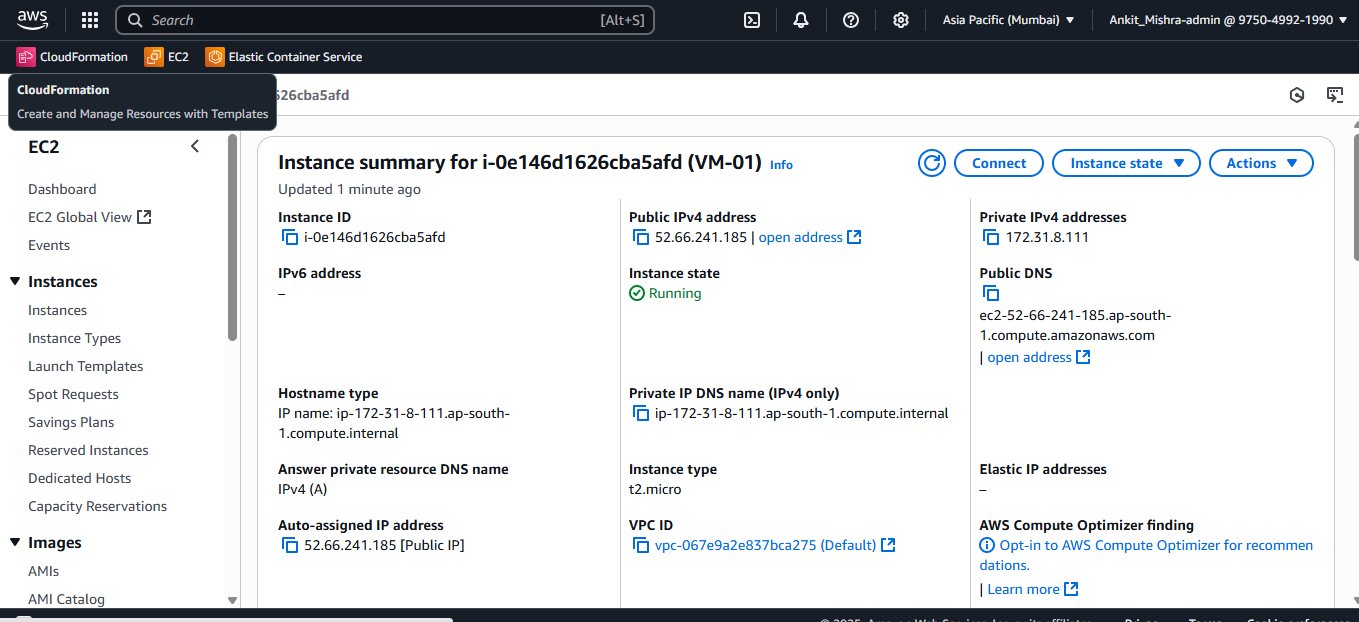 aws
Search [Alt+S]
Asia Pacific (Mumbai)
Ankit_Mishra-admin @ 9750-4992-1990
CloudFormation
EC2
Elastic Container Service
CloudFormation
Create and Manage Resources with Templates
626cba5afd
EC2
Dashboard
EC2 Global View
Events
Instances
Instances
Instance Types
Launch Templates
Spot Requests
Savings Plans
Reserved Instances
Dedicated Hosts
Capacity Reservations
Images
AMIs
AMI Catalog
Instance summary for i-0e146d1626cba5afd (VM-01) Info
Updated 1 minute ago
Connect
Instance state
Actions
Instance ID
i-0e146d1626cba5afd
Public IPv4 address
52.66.241.185 | open address
Private IPv4 addresses
172.31.8.111
IPv6 address
–
Instance state
Running
Public DNS
ec2-52-66-241-185.ap-south-
1.compute.amazonaws.com
| open address
Hostname type
IP name: ip-172-31-8-111.ap-south-
1.compute.internal
Private IP DNS name (IPv4 only)
ip-172-31-8-111.ap-south-1.compute.internal
Answer private resource DNS name
IPv4 (A)
Instance type
t2.micro
Elastic IP addresses
–
Auto-assigned IP address
52.66.241.185 [Public IP]
VPC ID
vpc-067e9a2e837bca275 (Default)
AWS Compute Optimizer finding
Opt-in to AWS Compute Optimizer for recommen
dations.
| Learn more